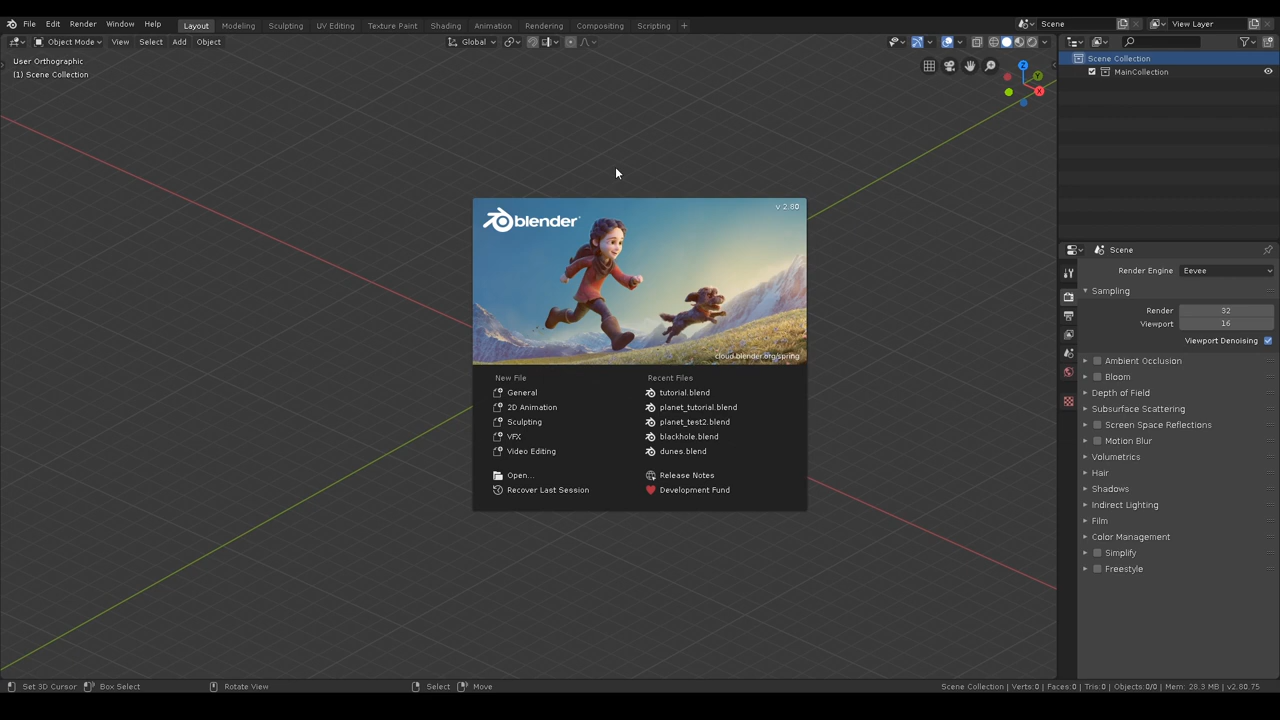 File Edit Render Window Help Layout Modeling Sculpting UV Editing Texture Paint Shading Animation Rendering Compositing Scripting + Scene View Layer
Object Mode View Select Add Object Global
User Orthographic
(1) Scene Collection
Z
Y
X
Scene Collection
MainCollection
blender
v 2.80
cloud.blender.org/spring
New File
General
2D Animation
Sculpting
VFX
Video Editing
Open...
Recover Last Session
Recent Files
tutorial.blend
planet_tutorial.blend
planet_test2.blend
blackhole.blend
dunes.blend
Release Notes
Development Fund
Scene
Render Engine Eevee
Sampling
Render 32
Viewport 16
Viewport Denoising
Ambient Occlusion
Bloom
Depth of Field
Subsurface Scattering
Screen Space Reflections
Motion Blur
Volumetrics
Hair
Shadows
Indirect Lighting
Film
Color Management
Simplify
Freestyle
Set 3D Cursor Box Select Rotate View Select Move Scene Collection | Verts:0 | Faces:0 | Tris:0 | Objects:0/0 | Mem: 28.3 MB | v2.80.75